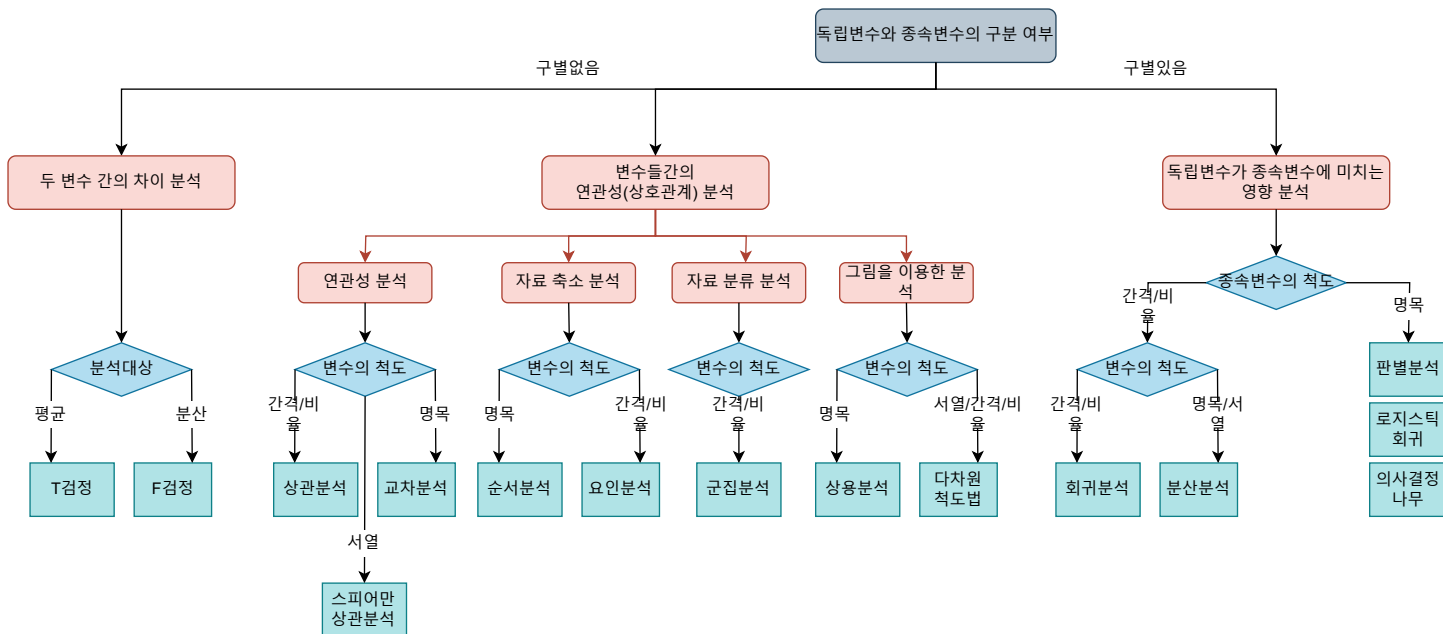 독립변수와 종속변수의 구분 여부
구별없음
구별있음
두 변수 간의 차이 분석
변수들간의
연관성(상호관계) 분석
독립변수가 종속변수에 미치는
영향 분석
연관성 분석
자료 축소 분석
자료 분류 분석
그림을 이용한 분
석
종속변수의 척도
간격/비
율
명목
분석대상
변수의 척도
변수의 척도
변수의 척도
변수의 척도
변수의 척도
판별분석
평균
분산
간격/비
율
명목
명목
간격/비
율
간격/비
율
명목
서열/간격/비
율
간격/비
율
명목/서
열
로지스틱
회귀
T검정
F검정
상관분석
교차분석
순서분석
요인분석
군집분석
상용분석
다차원
척도법
회귀분석
분산분석
의사결정
나무
서열
스피어만
상관분석